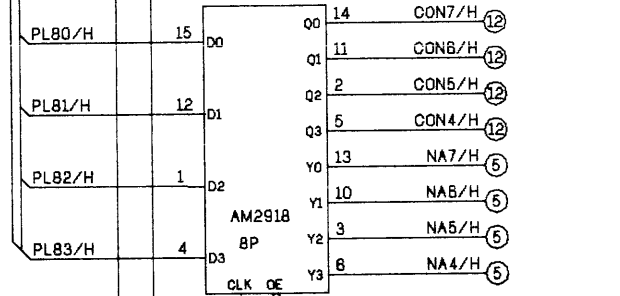 14 CON7/H 12
PL80/H 15 D0 Q0
11 CON6/H 12
Q1
2 CON5/H 12
PL81/H 12 D1 Q2
5 CON4/H 12
Q3
13 NA7/H 5
Y0
PL82/H 1 D2
10 NA6/H 5
Y1
AM2918
3 NA5/H 5
8P Y2
PL83/H 4 D3
6 NA4/H 5
Y3
CLK OE